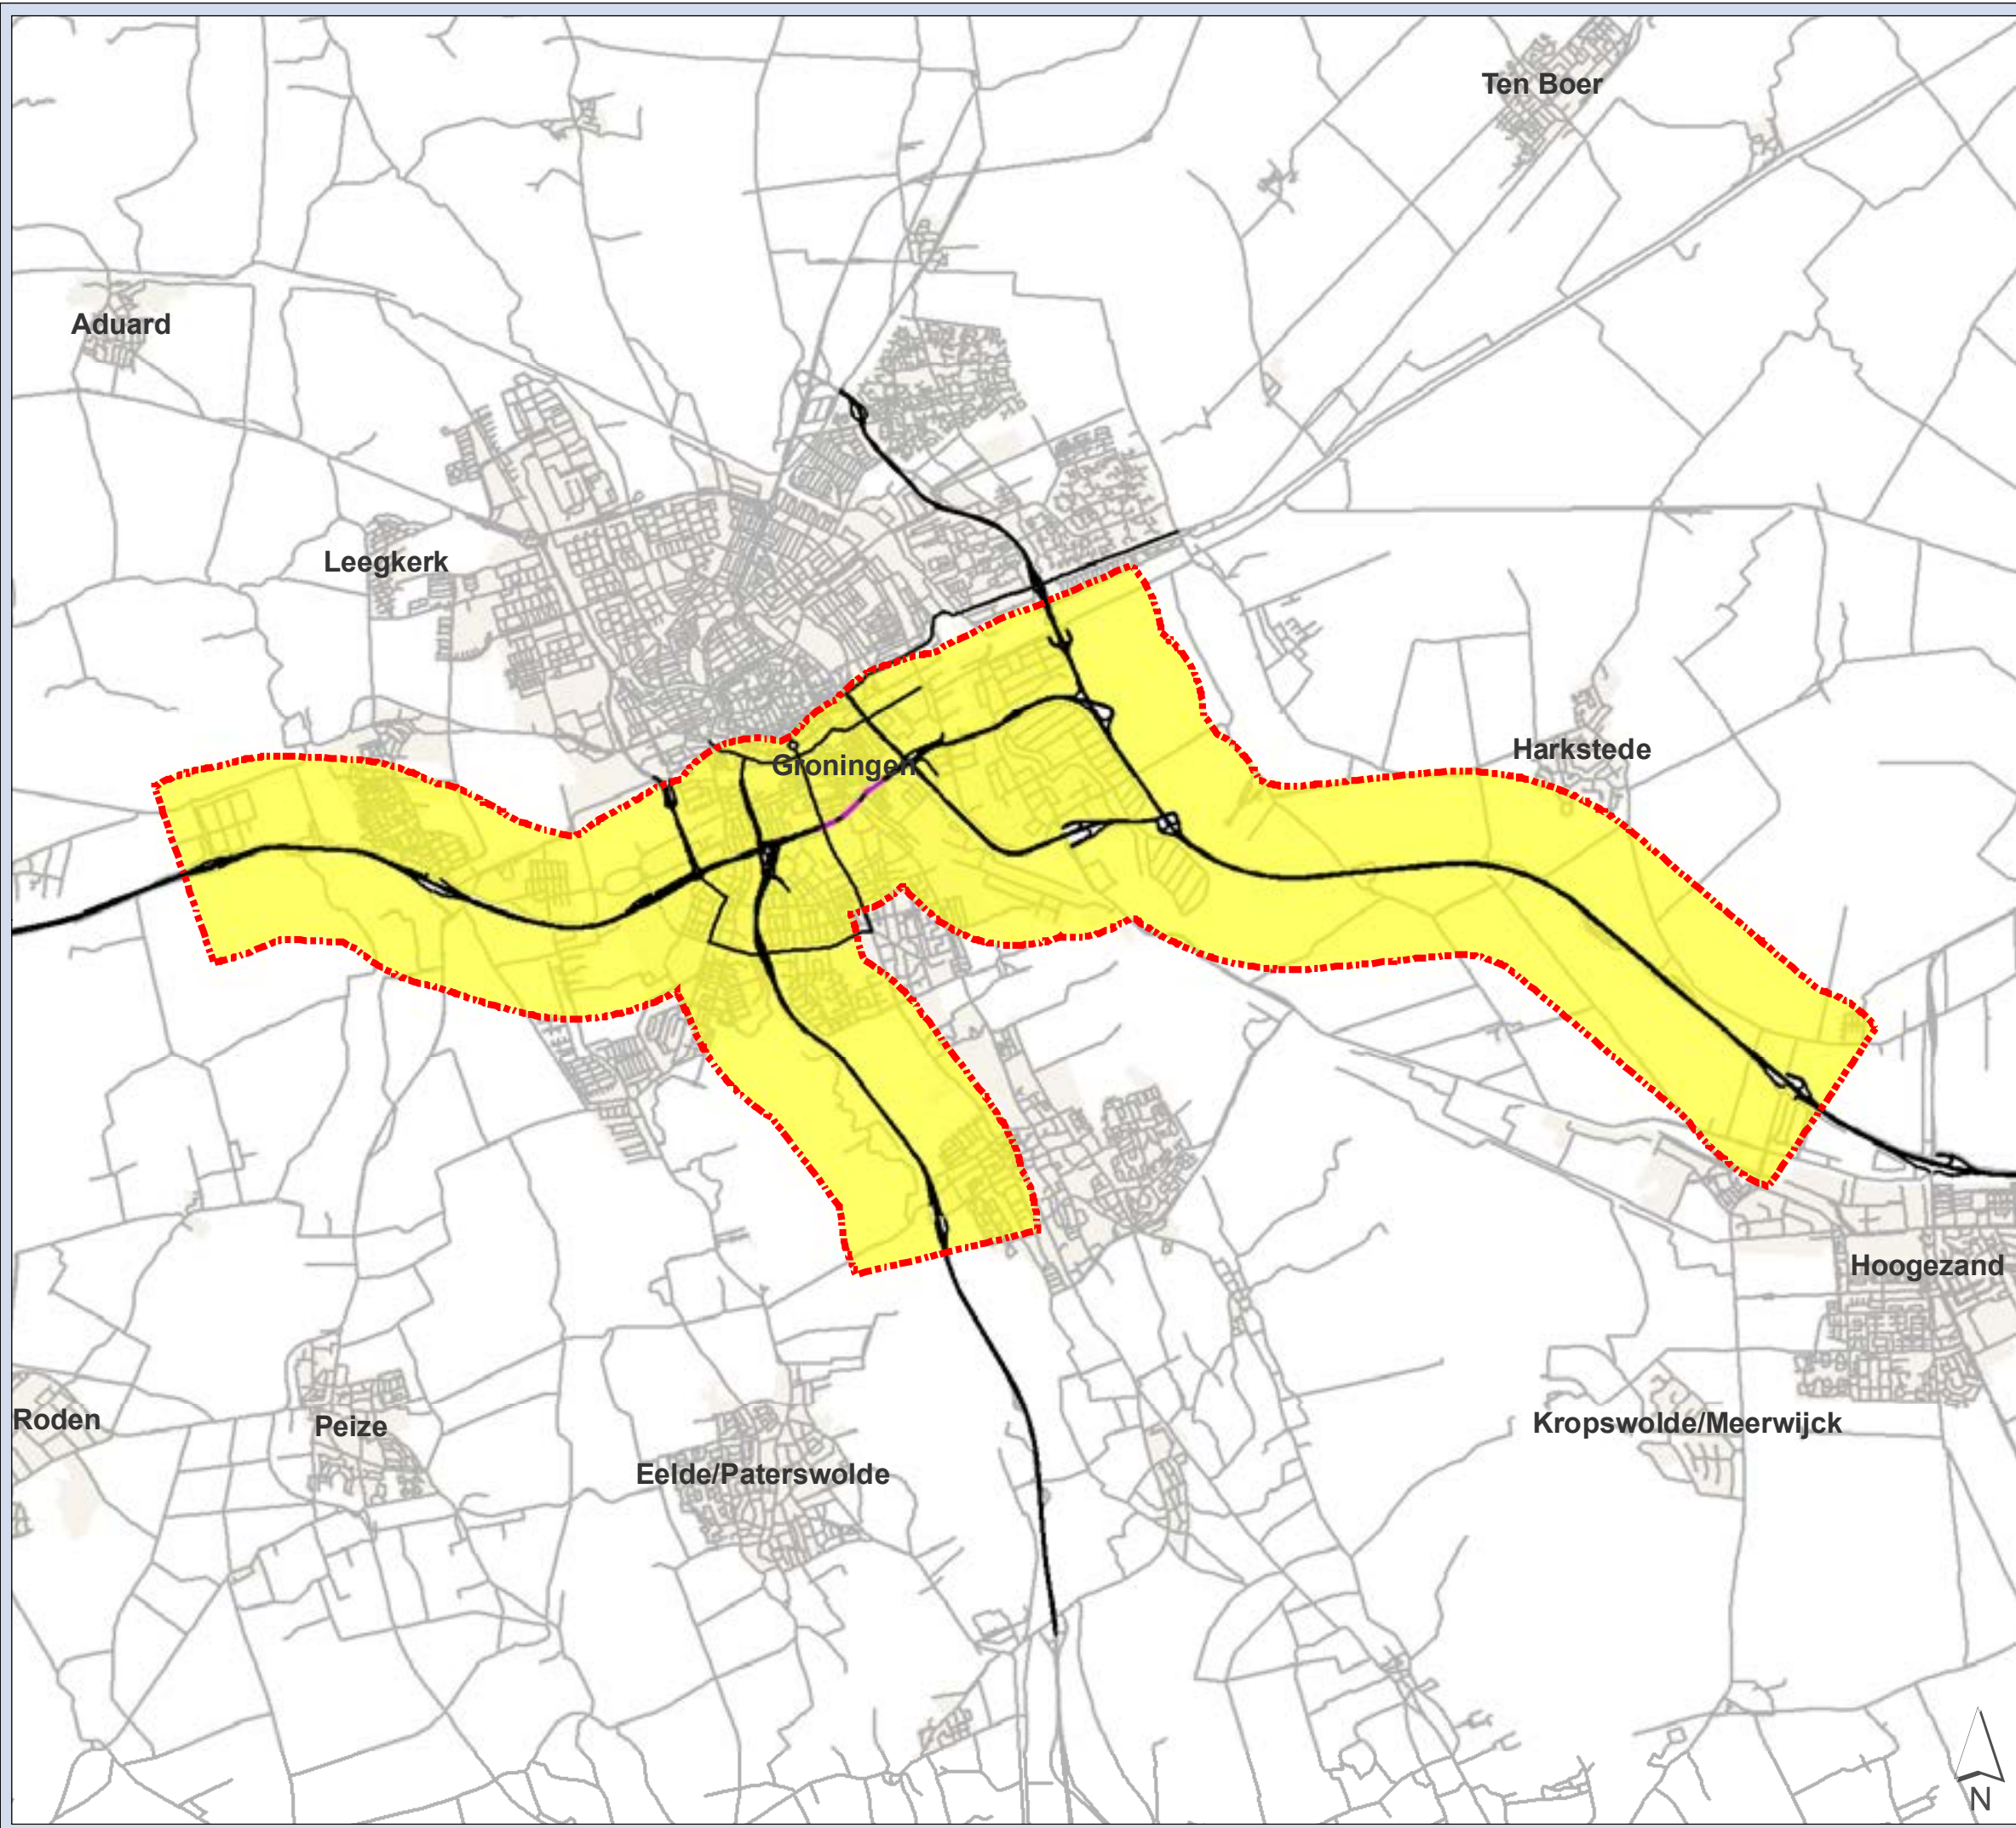 Ten Boer
Aduard
Leegkerk
Harkstede
Groningen
Hoogezand
Roden
Peize
Kropswolde/Meerwijck
Eelde/Paterswolde
N